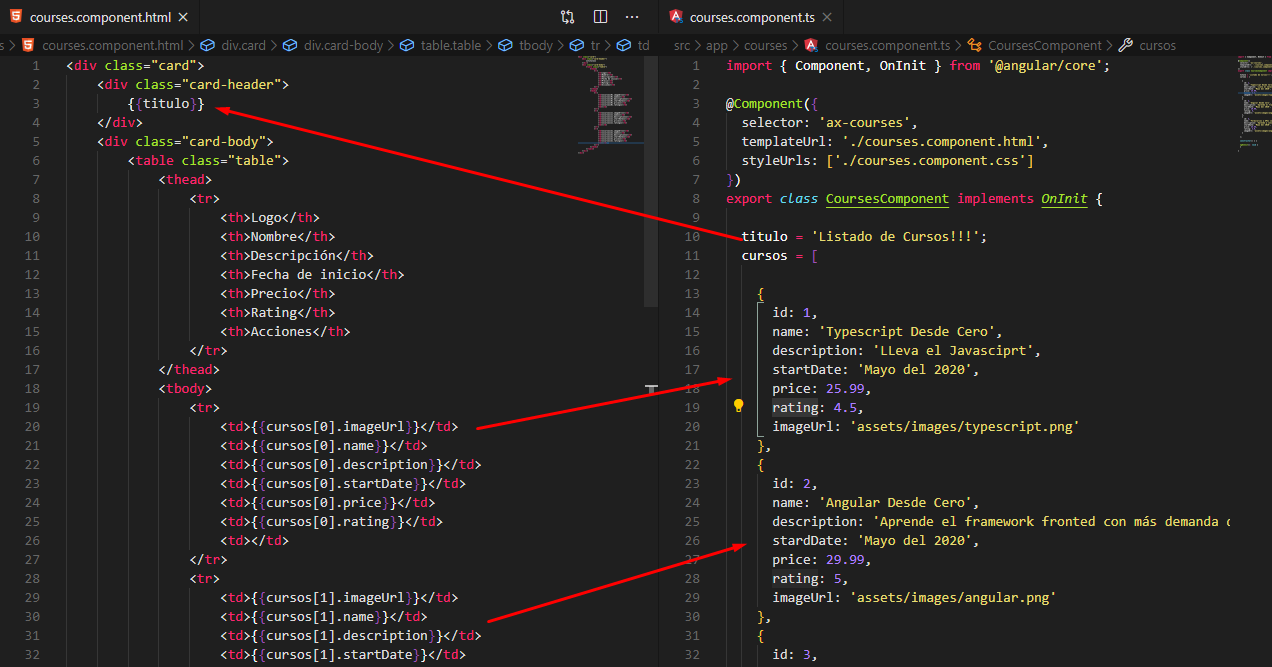 courses.component.html
s > courses.component.html > div.card > div.card-body > table.table > tbody > tr > td
1 <div class="card">
2 <div class="card-header">
3 {{titulo}}
4 </div>
5 <div class="card-body">
6 <table class="table">
7 <thead>
8 <tr>
9 <th>Logo</th>
10 <th>Nombre</th>
11 <th>Descripción</th>
12 <th>Fecha de inicio</th>
13 <th>Precio</th>
14 <th>Rating</th>
15 <th>Acciones</th>
16 </tr>
17 </thead>
18 <tbody>
19 <tr>
20 <td>{{cursos[0].imageUrl}}</td>
21 <td>{{cursos[0].name}}</td>
22 <td>{{cursos[0].description}}</td>
23 <td>{{cursos[0].startDate}}</td>
24 <td>{{cursos[0].price}}</td>
25 <td>{{cursos[0].rating}}</td>
26 <td></td>
27 </tr>
28 <tr>
29 <td>{{cursos[1].imageUrl}}</td>
30 <td>{{cursos[1].name}}</td>
31 <td>{{cursos[1].description}}</td>
32 <td>{{cursos[1].startDate}}</td>
courses.component.ts
src > app > courses > courses.component.ts > CoursesComponent > cursos
1 import { Component, OnInit } from '@angular/core';
2
3 @Component({
4 selector: 'ax-courses',
5 templateUrl: './courses.component.html',
6 styleUrls: ['./courses.component.css']
7 })
8 export class CoursesComponent implements OnInit {
9
10 titulo = 'Listado de Cursos!!!';
11 cursos = [
12
13 {
14 id: 1,
15 name: 'Typescript Desde Cero',
16 description: 'LLeva el Javasciprt',
17 startDate: 'Mayo del 2020',
18 price: 25.99,
19 rating: 4.5,
20 imageUrl: 'assets/images/typescript.png'
21 },
22 {
23 id: 2,
24 name: 'Angular Desde Cero',
25 description: 'Aprende el framework fronted con más demanda
26 stardDate: 'Mayo del 2020',
27 price: 29.99,
28 rating: 5,
29 imageUrl: 'assets/images/angular.png'
30 },
31 {
32 id: 3,